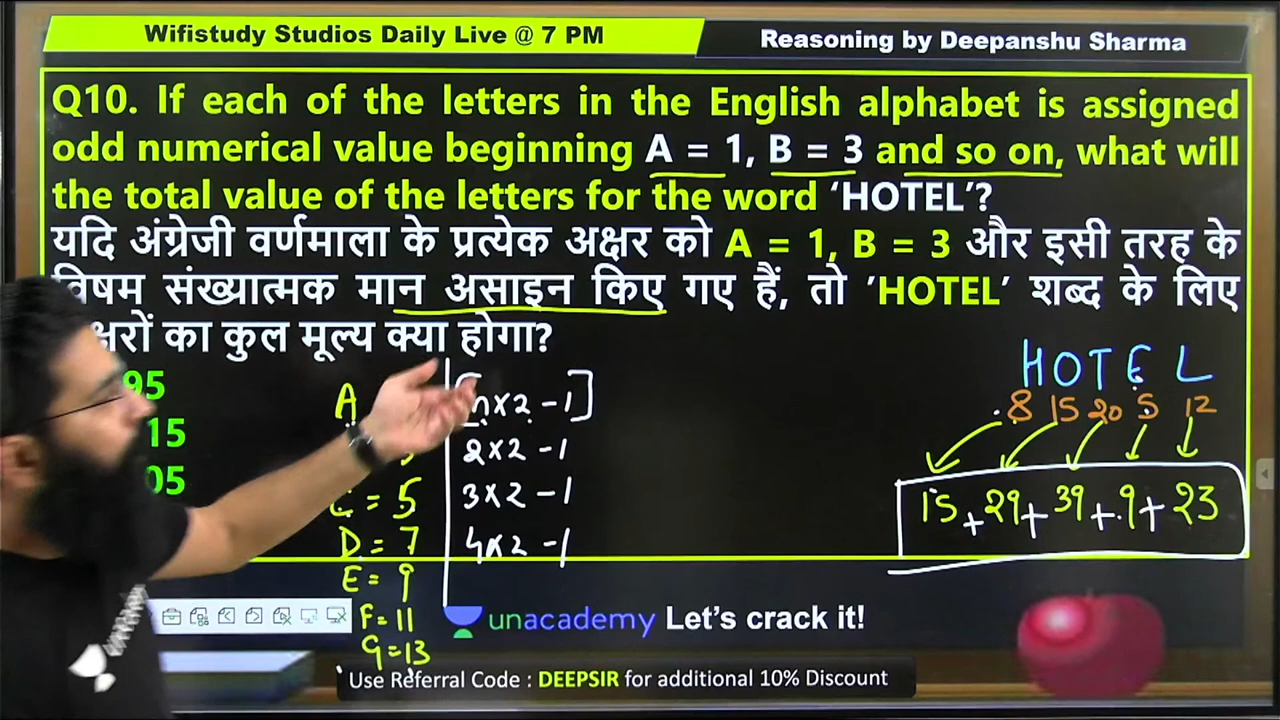 Wifistudy Studios Daily Live @ 7 PM
Reasoning by Deepanshu Sharma
Q10. If each of the letters in the English alphabet is assigned
odd numerical value beginning A = 1, B = 3 and so on, what will
the total value of the letters for the word ‘HOTEL’?
यदि अंग्रेजी वर्णमाला के प्रत्येक अक्षर को A = 1, B = 3 और इसी तरह के
विषम संख्यात्मक मान असाइन किए गए हैं, तो ’HOTEL’ शब्द के लिए
क्षरों का कुल मूल्य क्या होगा?
95
15
05
A
C = 5
D = 7
E = 9
F = 11
G = 13
[n×2 -1]
2×2 -1
3×2 -1
4×2 -1
H O T E L
8 15 20 5 12
15 + 29 + 39 + 9 + 23
unacademy Let’s crack it!
Use Referral Code : DEEPSIR for additional 10% Discount